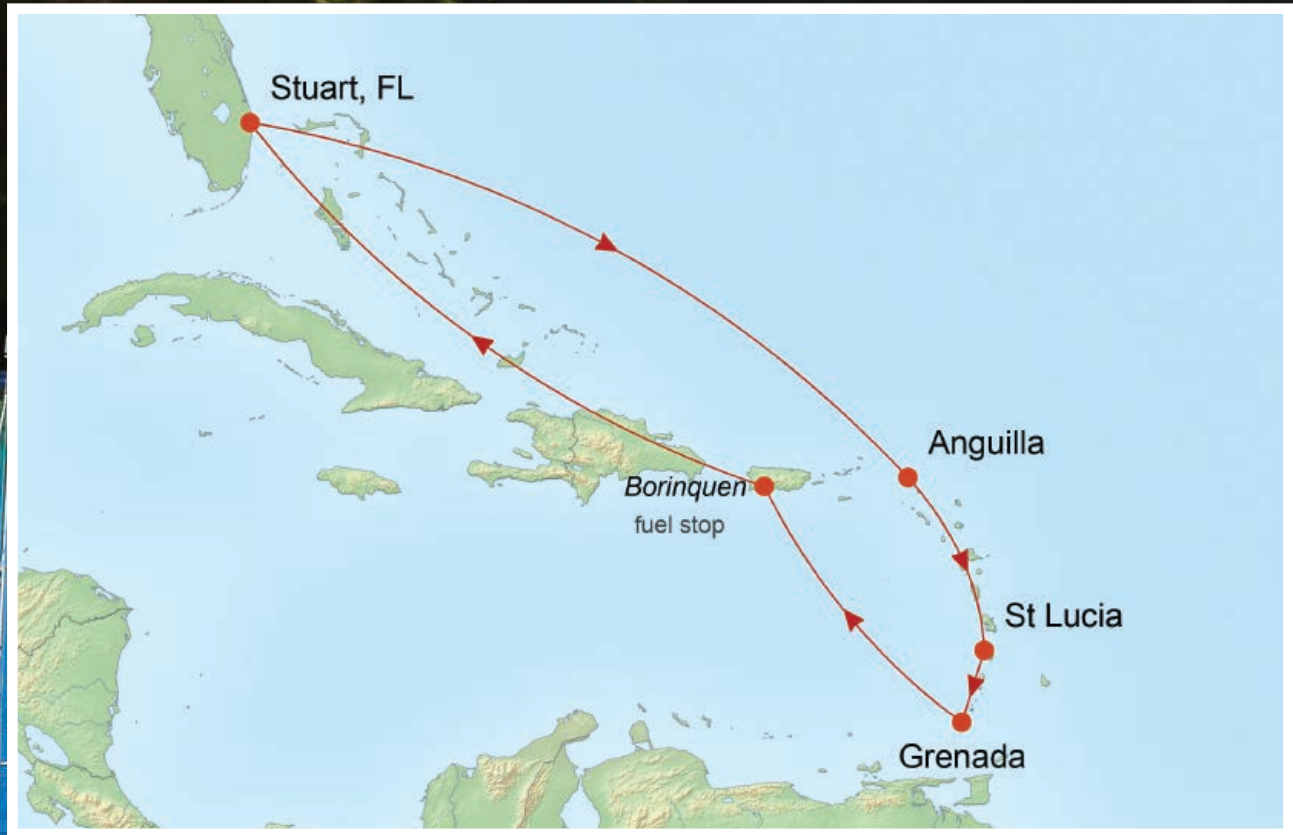 Stuart, FL
Anguilla
Borinquen
fuel stop
St Lucia
Grenada